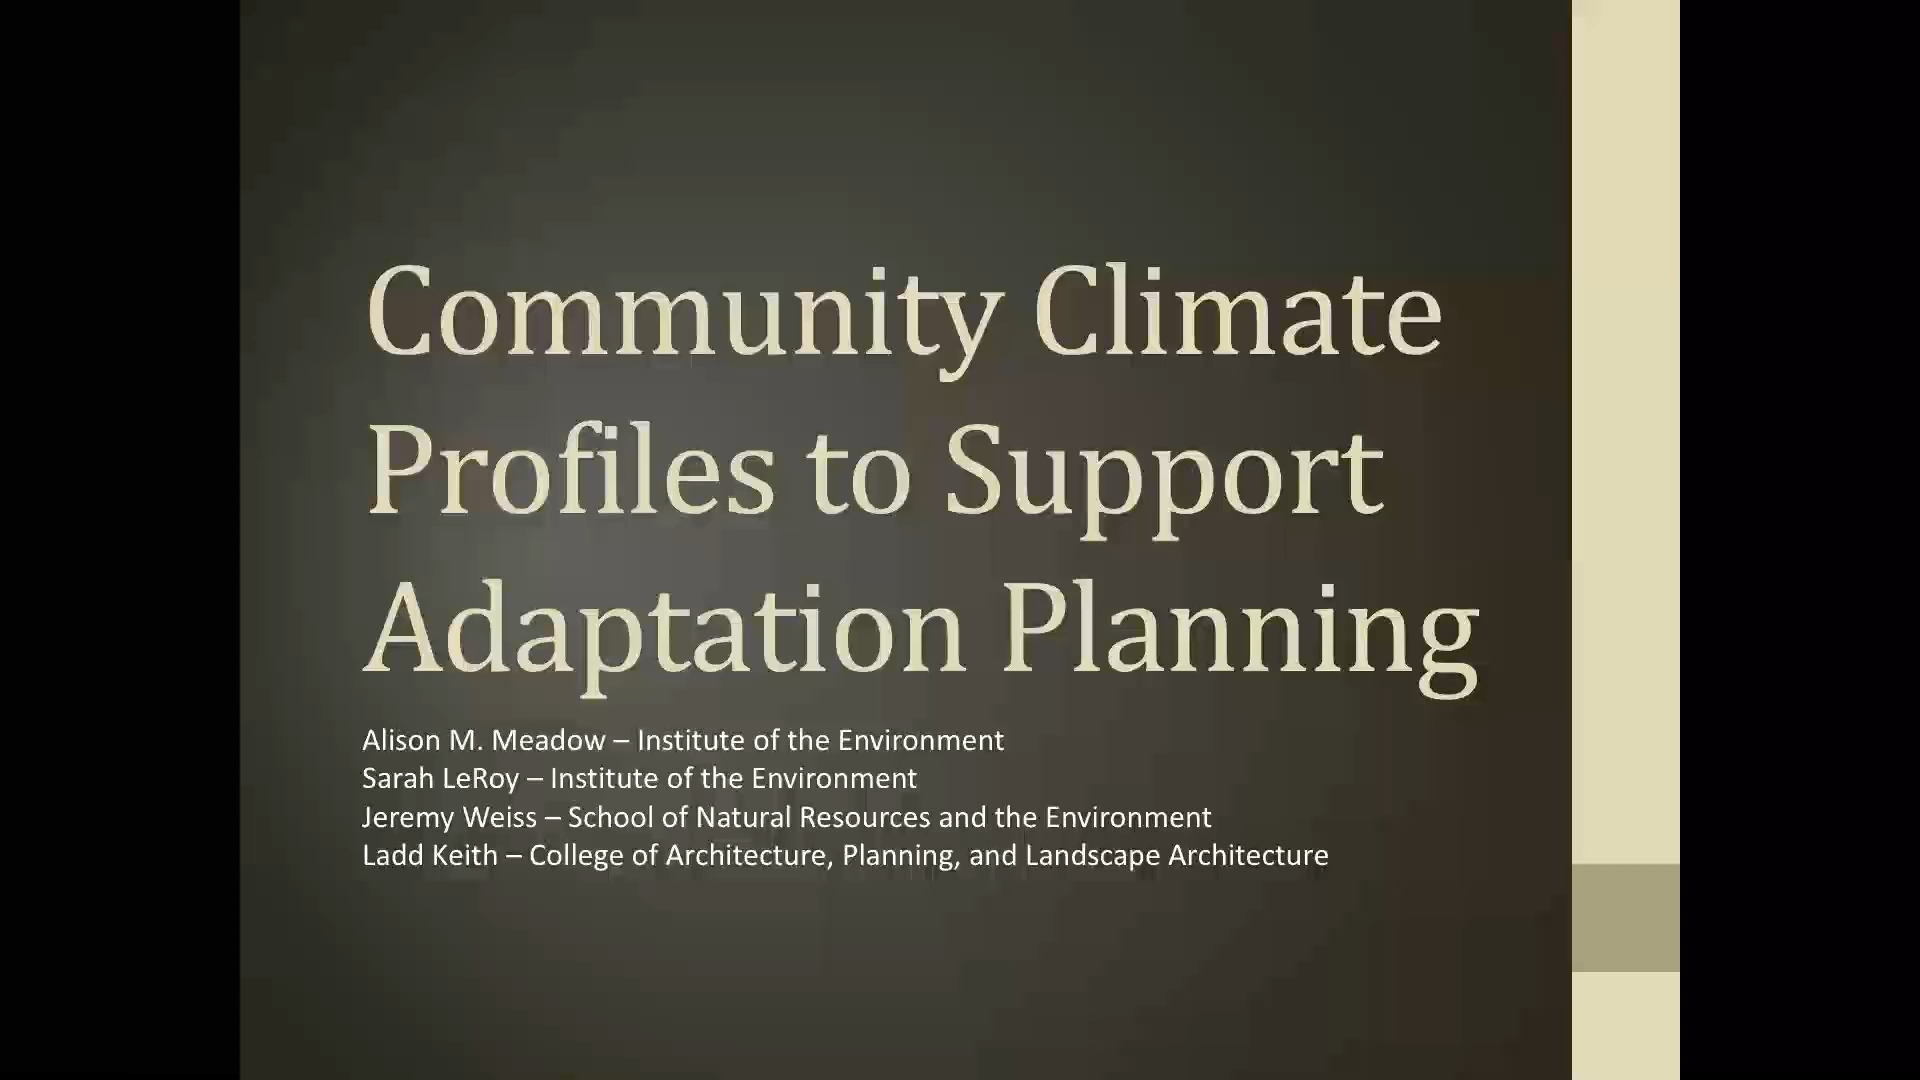 Community Climate
Profiles to Support
Adaptation Planning
Alison M. Meadow – Institute of the Environment
Sarah LeRoy – Institute of the Environment
Jeremy Weiss – School of Natural Resources and the Environment
Ladd Keith – College of Architecture, Planning, and Landscape Architecture